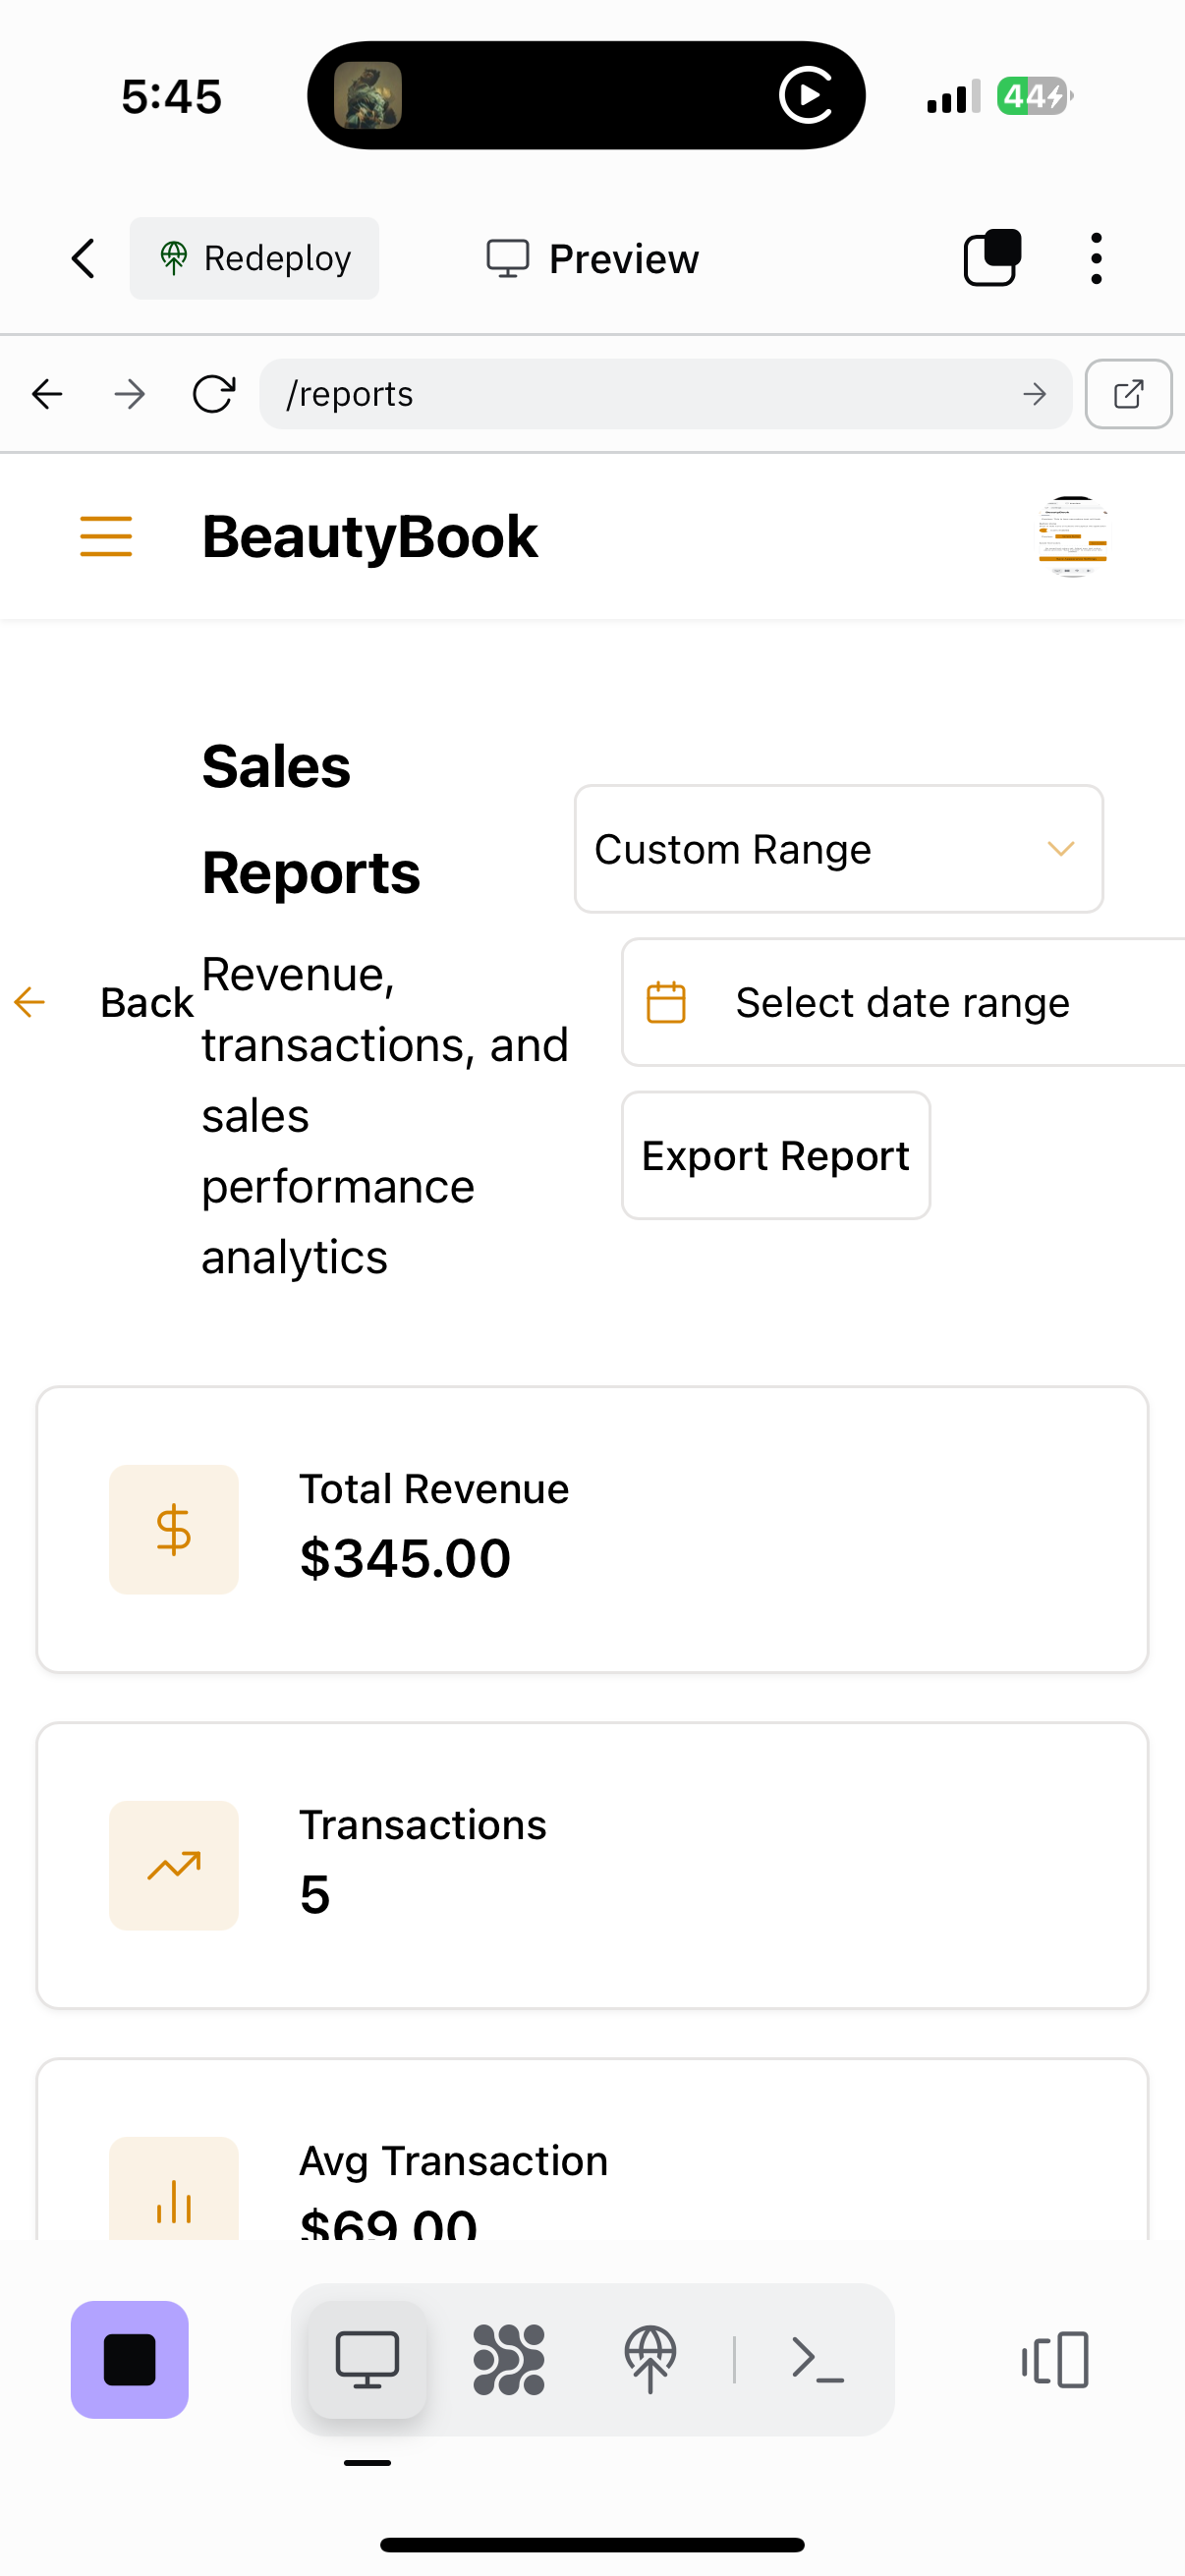 5:45
44
Redeploy
Preview
/reports
BeautyBook
Sales
Reports
Custom Range
Back
Revenue,
transactions, and
sales
performance
analytics
Select date range
Export Report
Total Revenue
$345.00
Transactions
5
Avg Transaction
$69.00